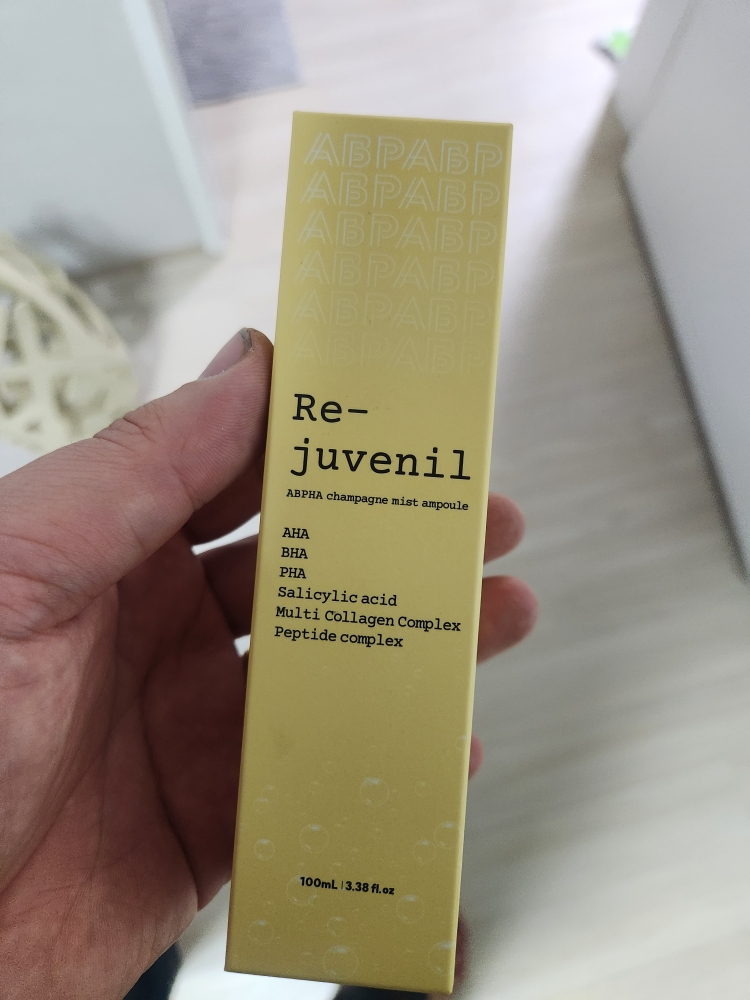 ABPABP
ABPABP
ABPABP
ABPABP
ABPABP
ABPABP
Re-
juvenil
ABPHA champagne mist ampoule
AHA
BHA
PHA
Salicylic acid
Multi Collagen Complex
Peptide complex
100mL | 3.38 fl.oz